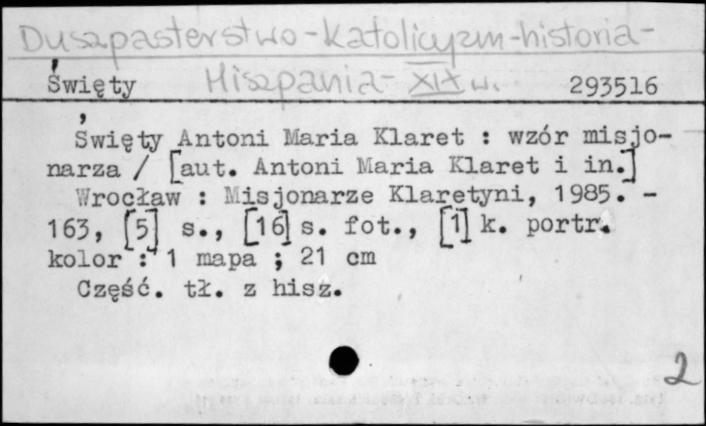 Duszpasterstwo - katolicyzm - historia -
Hiszpania - XIX w.
Święty 293516
Święty Antoni Maria Klaret : wzór misjo-
narza / [aut. Antoni Maria Klaret i in.]
Wrocław : Misjonarze Klaretyni, 1985. -
163, [5] s., [16] s. fot., [1] k. portr.
kolor : 1 mapa ; 21 cm
Część. tł. z hisz.
2